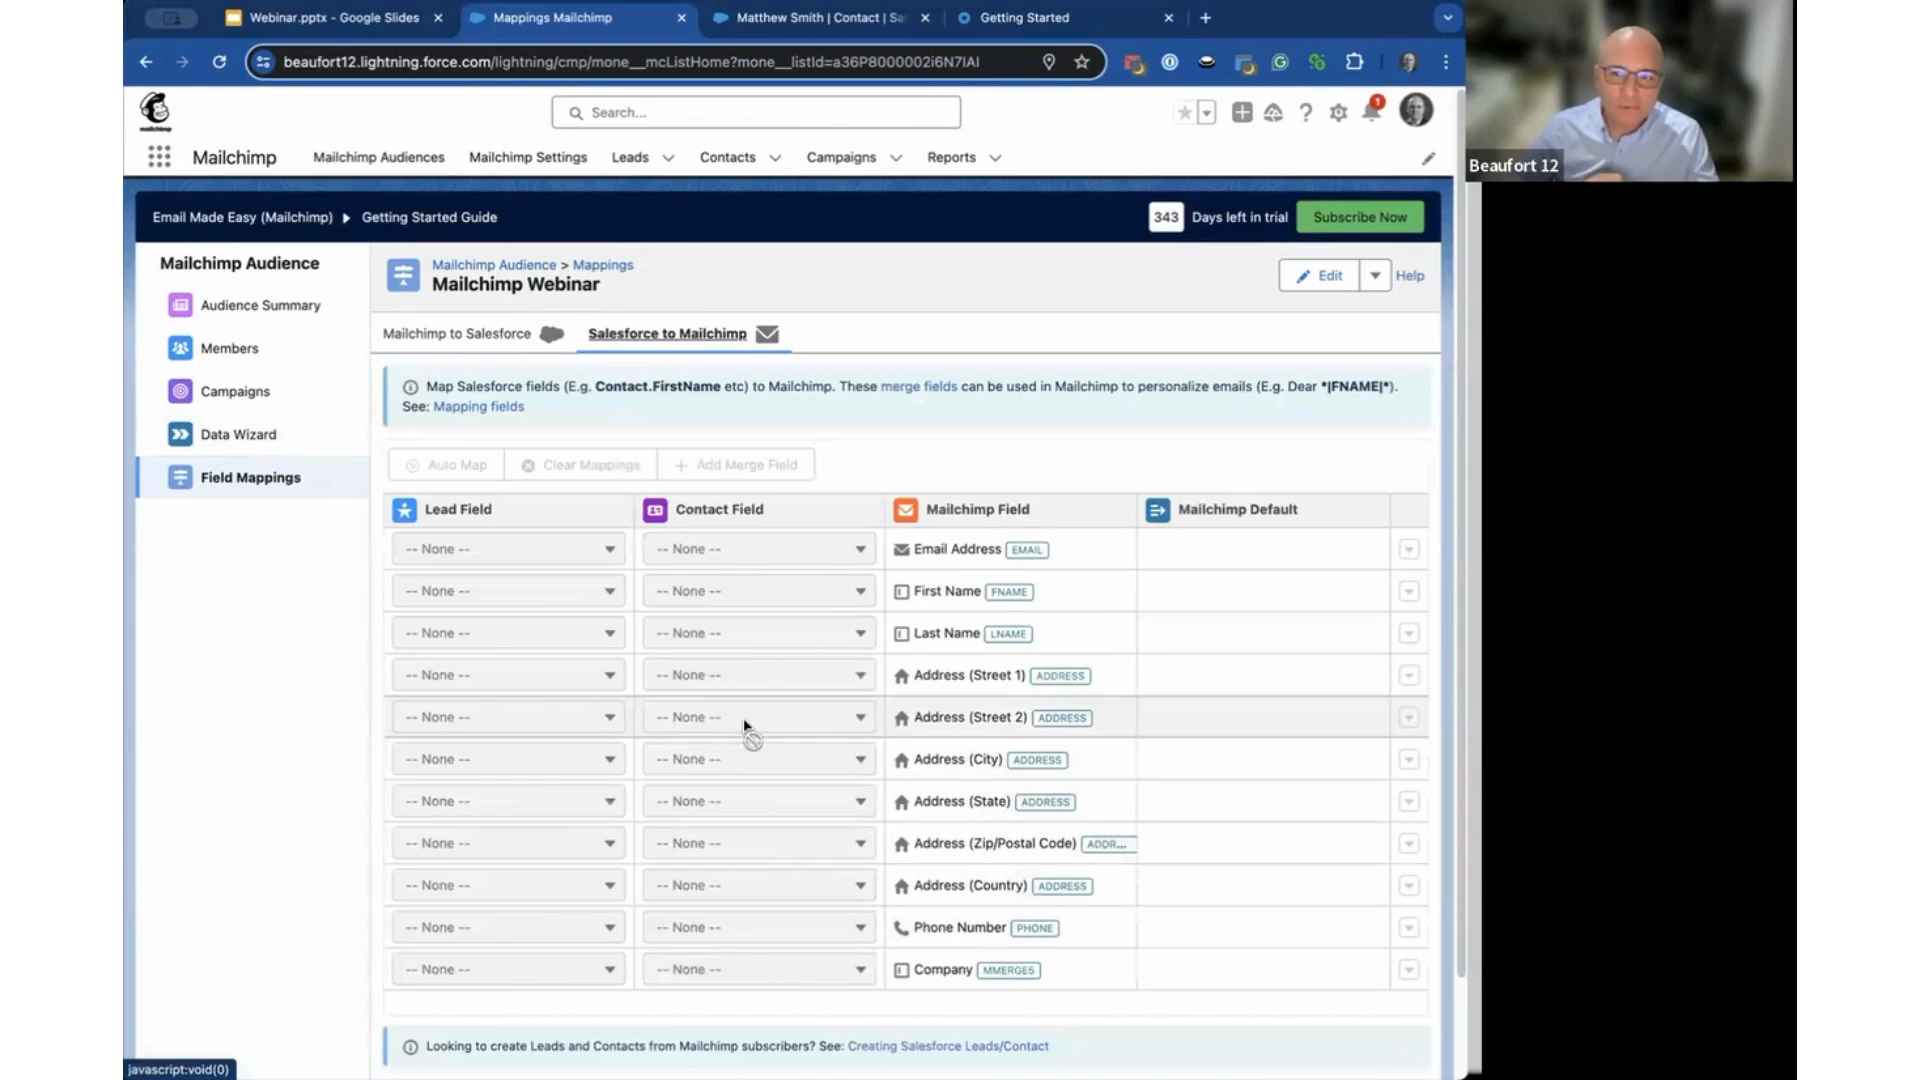 Webinar.pptx - Google Slides
Mappings Mailchimp
Matthew Smith | Contact | Sa
Getting Started
beaufort12.lightning.force.com/lightning/cmp/mone__mcListHome?mone__listId=a36P8000002i6N7IAI
mailchimp
Search...
1
Mailchimp
Mailchimp Audiences
Mailchimp Settings
Leads
Contacts
Campaigns
Reports
Beaufort 12
Email Made Easy (Mailchimp) ▶ Getting Started Guide
343 Days left in trial
Subscribe Now
Mailchimp Audience
Audience Summary
Members
Campaigns
Data Wizard
Field Mappings
Mailchimp Audience > Mappings
Mailchimp Webinar
Edit
Help
Mailchimp to Salesforce
Salesforce to Mailchimp
Map Salesforce fields (E.g. Contact.FirstName etc) to Mailchimp. These merge fields can be used in Mailchimp to personalize emails (E.g. Dear *|FNAME|*).
See: Mapping fields
Auto Map
Clear Mappings
Add Merge Field
Lead Field
Contact Field
Mailchimp Field
Mailchimp Default
-- None -- -- None -- Email Address EMAIL
-- None -- -- None -- First Name FNAME
-- None -- -- None -- Last Name LNAME
-- None -- -- None -- Address (Street 1) ADDRESS
-- None -- -- None -- Address (Street 2) ADDRESS
-- None -- -- None -- Address (City) ADDRESS
-- None -- -- None -- Address (State) ADDRESS
-- None -- -- None -- Address (Zip/Postal Code) ADDR...
-- None -- -- None -- Address (Country) ADDRESS
-- None -- -- None -- Phone Number PHONE
-- None -- -- None -- Company MMERGE5
Looking to create Leads and Contacts from Mailchimp subscribers? See: Creating Salesforce Leads/Contact
javascript:void(0)